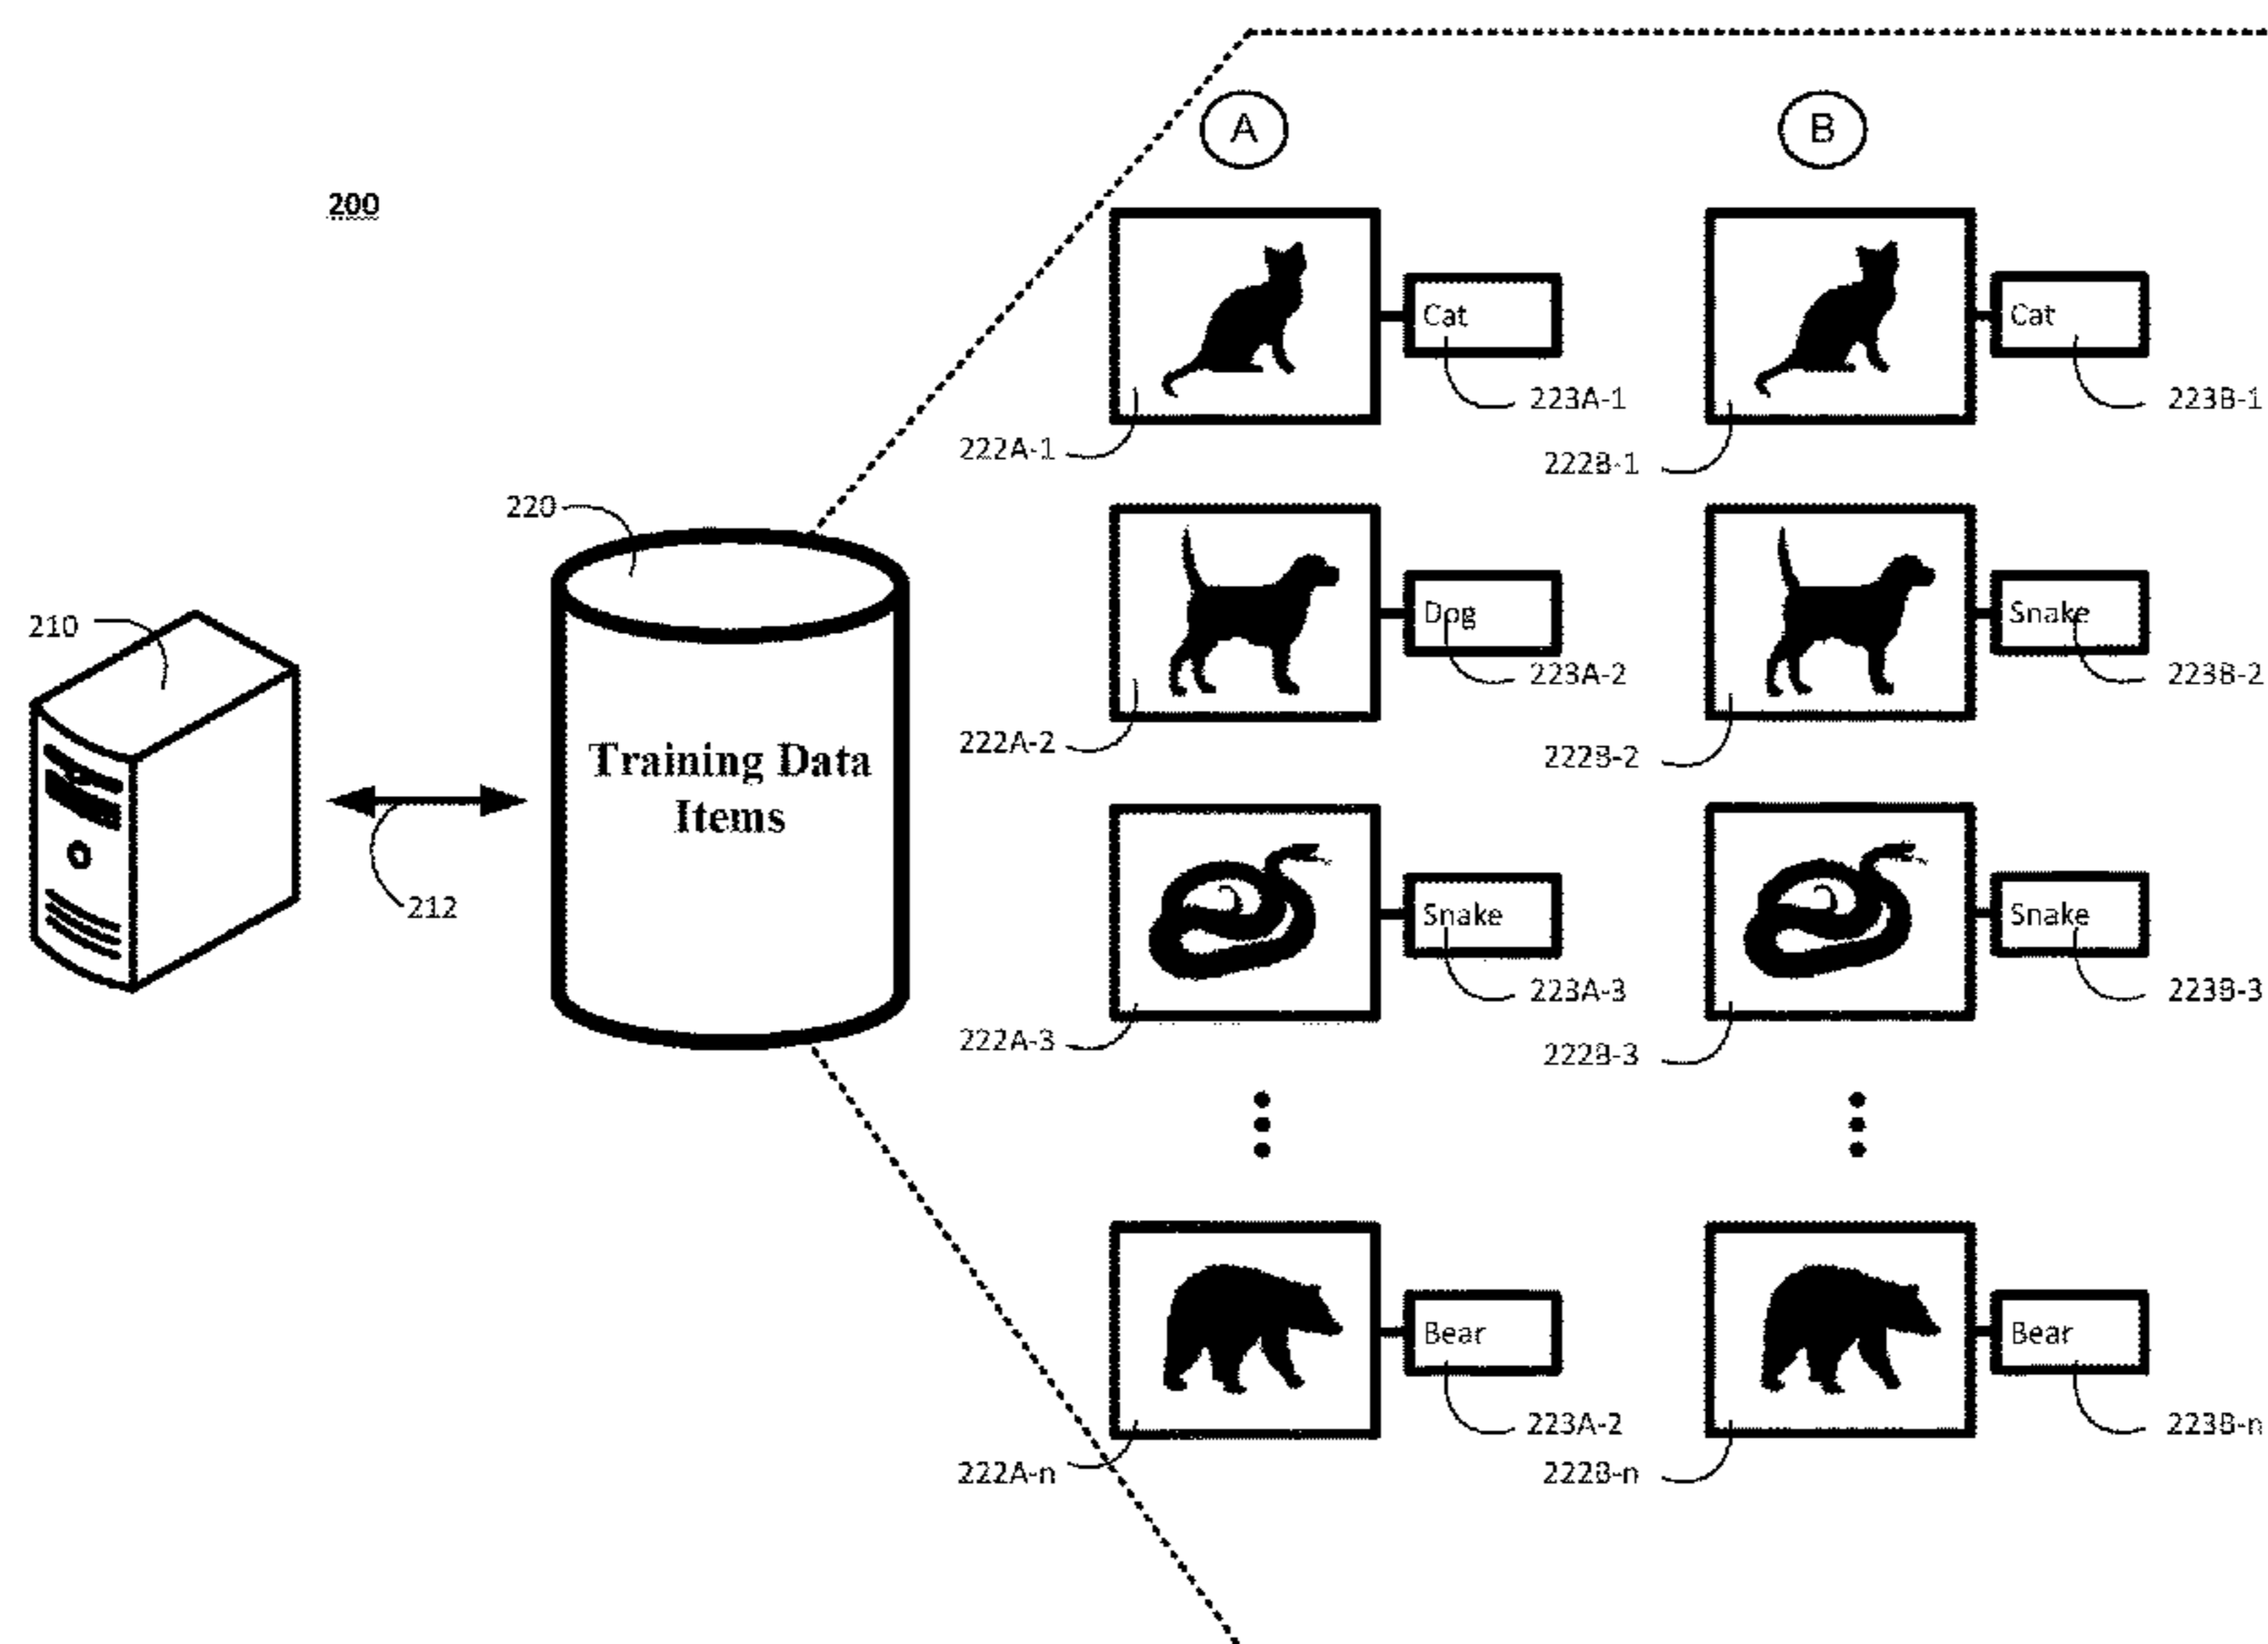 A
B
200
Cat
Cat
223A-1
223B-1
222A-1
222B-1
220
Dog
Snake
210
223A-2
223B-2
222A-2
222B-2
Training Data
Items
212
Snake
Snake
223A-3
223B-3
222A-3
222B-3
Bear
Bear
223A-2
223B-n
222A-n
222B-n